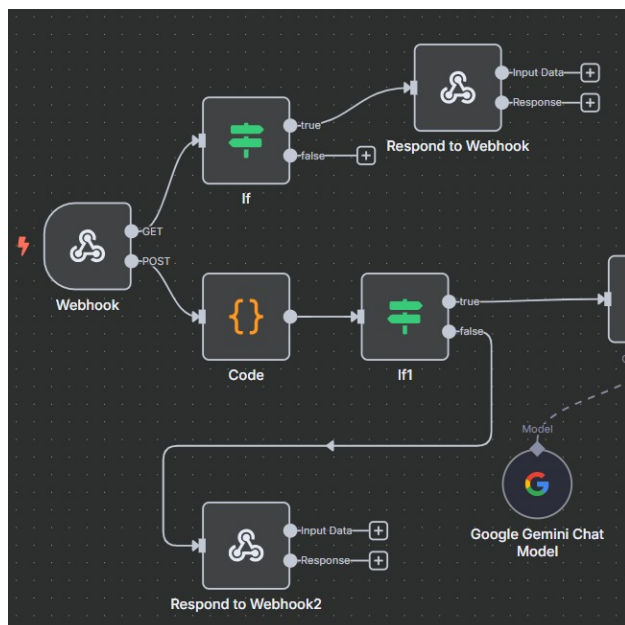 Input Data
Response
Respond to Webhook
true
false
If
GET
POST
Webhook
Code
true
false
If1
Model
Google Gemini Chat
Model
Input Data
Response
Respond to Webhook2